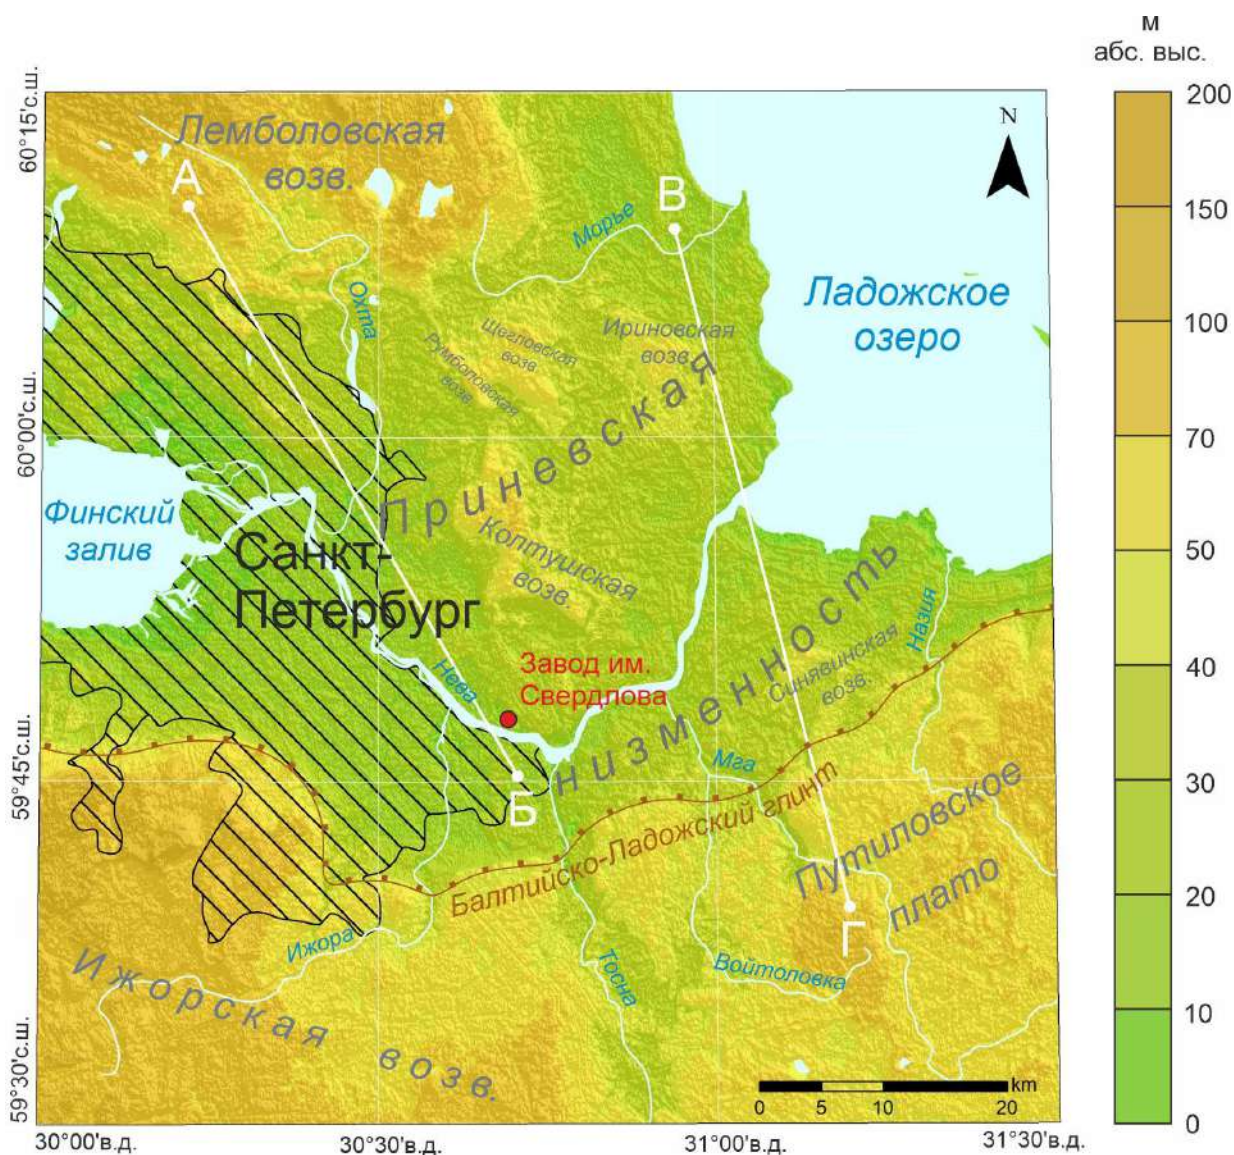 м
абс. выс.
200
150
100
70
50
40
30
20
10
0
60°15'с.ш.
60°00'с.ш.
59°45'с.ш.
59°30'с.ш.
30°00'в.д.
30°30'в.д.
31°00'в.д.
31°30'в.д.
N
Лемболовская
возв.
А
В
Морье
Охта
Ладожское
озеро
Щегловская
возв.
Румболовская
возв.
Ириновская
возв.
Приневская
Колтушская
возв.
Финский
залив
Санкт-
Петербург
Нева
Завод им.
Свердлова
низменность
Синявинская
возв.
Назия
Мга
Б
Балтийско-Ладожский глинт
Путиловское
плато
Г
Ижора
Ижорская возв.
Тосна
Войтоловка
km
0
5
10
20